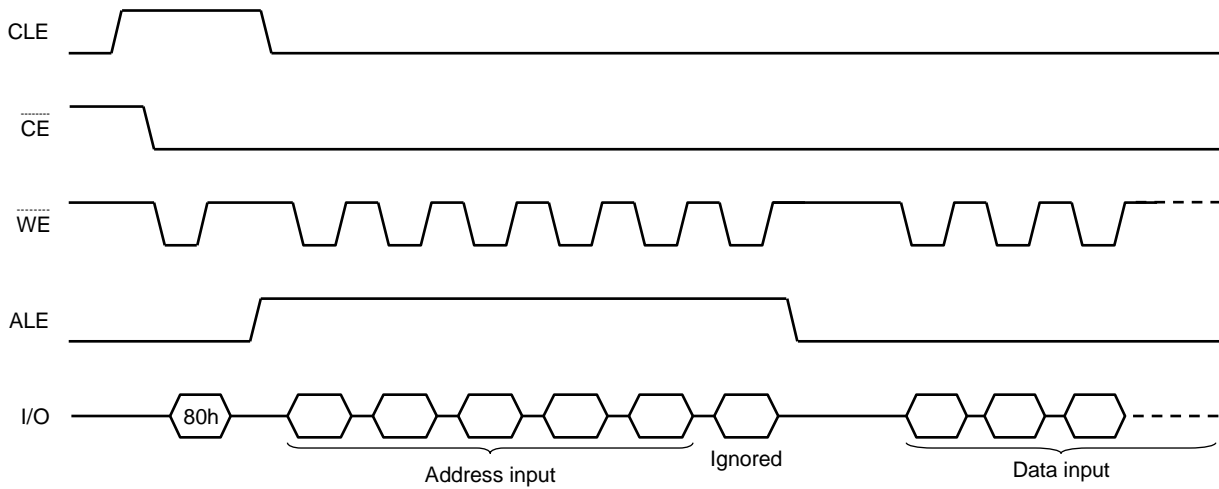 CLE
CE
WE
ALE
I/O
80h
Address input
Ignored
Data input